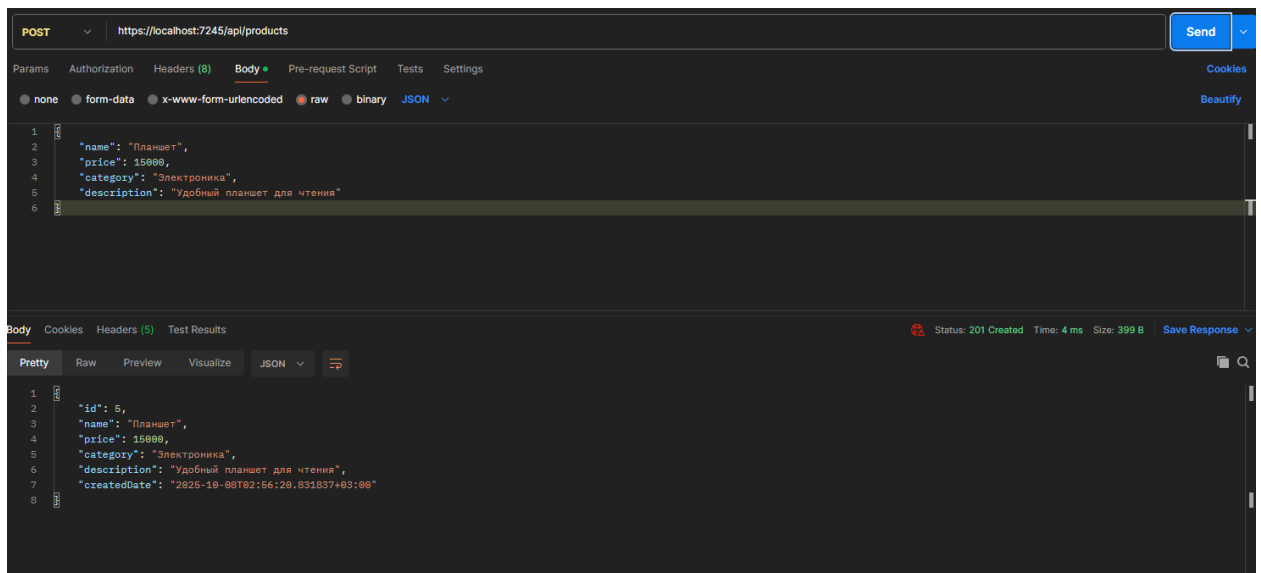 POST https://localhost:7245/api/products Send
Params Authorization Headers (8) Body Pre-request Script Tests Settings Cookies
none form-data x-www-form-urlencoded raw binary JSON Beautify
1 {
2 "name": "Планшет",
3 "price": 15000,
4 "category": "Электроника",
5 "description": "Удобный планшет для чтения"
6 }
Body Cookies Headers (5) Test Results Status: 201 Created Time: 4 ms Size: 399 B Save Response
Pretty Raw Preview Visualize JSON
1 {
2 "id": 5,
3 "name": "Планшет",
4 "price": 15000,
5 "category": "Электроника",
6 "description": "Удобный планшет для чтения",
7 "createdDate": "2025-10-08T02:56:20.831837+03:00"
8 }